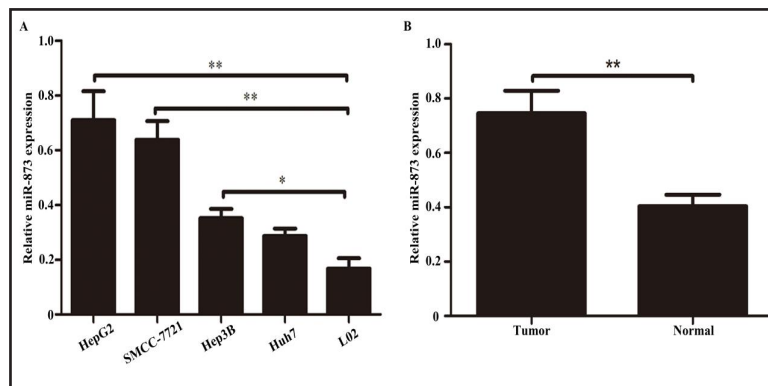 A
Relative miR-873 expression
1.0
0.8
0.6
0.4
0.2
0
**
**
*
HepG2
SMCC-7721
Hep3B
Huh7
L02
B
Relative miR-873 expression
1.0
0.8
0.6
0.4
0.2
0
**
Tumor
Normal